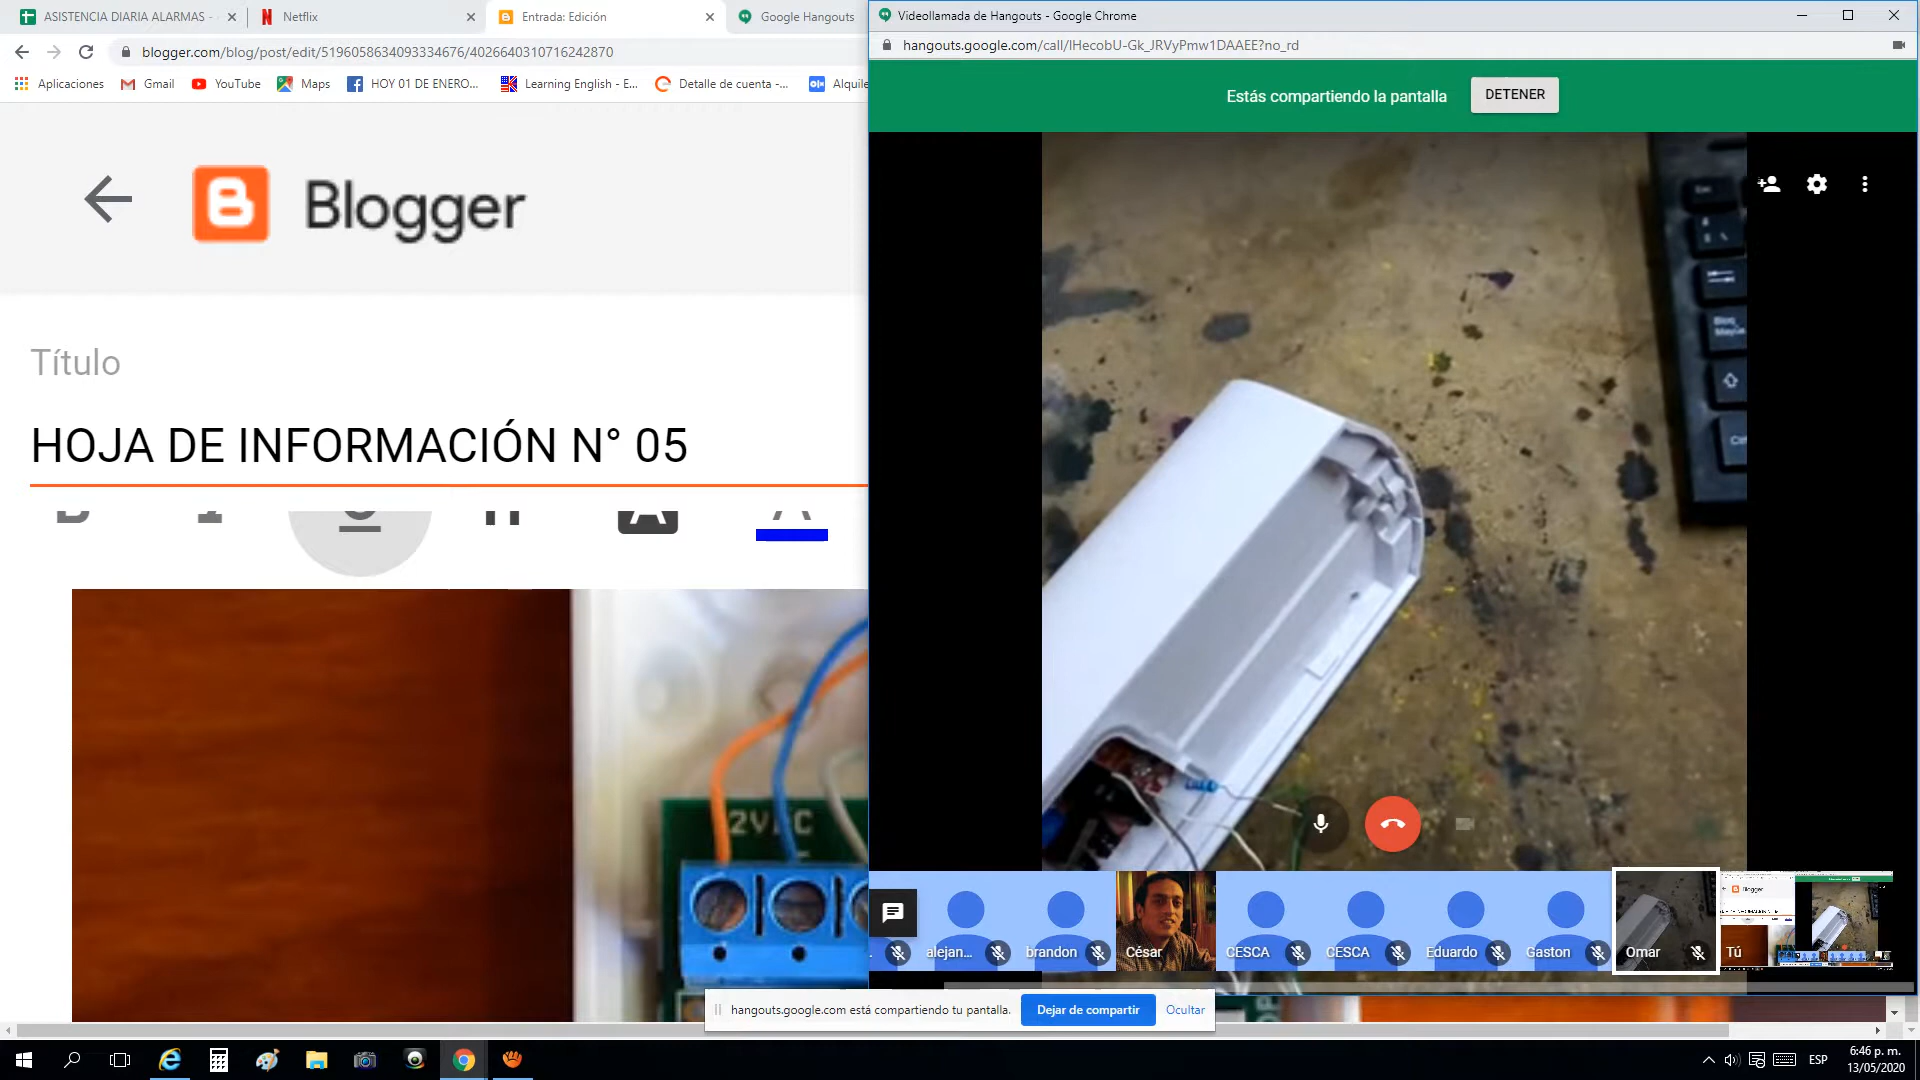 ASISTENCIA DIARIA ALARMAS -
Netflix
Entrada: Edición
Google Hangouts
blogger.com/blog/post/edit/5196058634093334676/4026640310716242870
Aplicaciones
Gmail
YouTube
Maps
HOY 01 DE ENERO...
Learning English - E...
Detalle de cuenta -...
Alquile
Blogger
Título
HOJA DE INFORMACIÓN N° 05
2V
Videollamada de Hangouts - Google Chrome
hangouts.google.com/call/lHecobU-Gk_JRVyPmw1DAAEE?no_rd
Estás compartiendo la pantalla
DETENER
alejan...
brandon
César
CESCA
CESCA
Eduardo
Gaston
Omar
Tú
hangouts.google.com está compartiendo tu pantalla.
Dejar de compartir
Ocultar
ESP
6:46 p. m.
13/05/2020